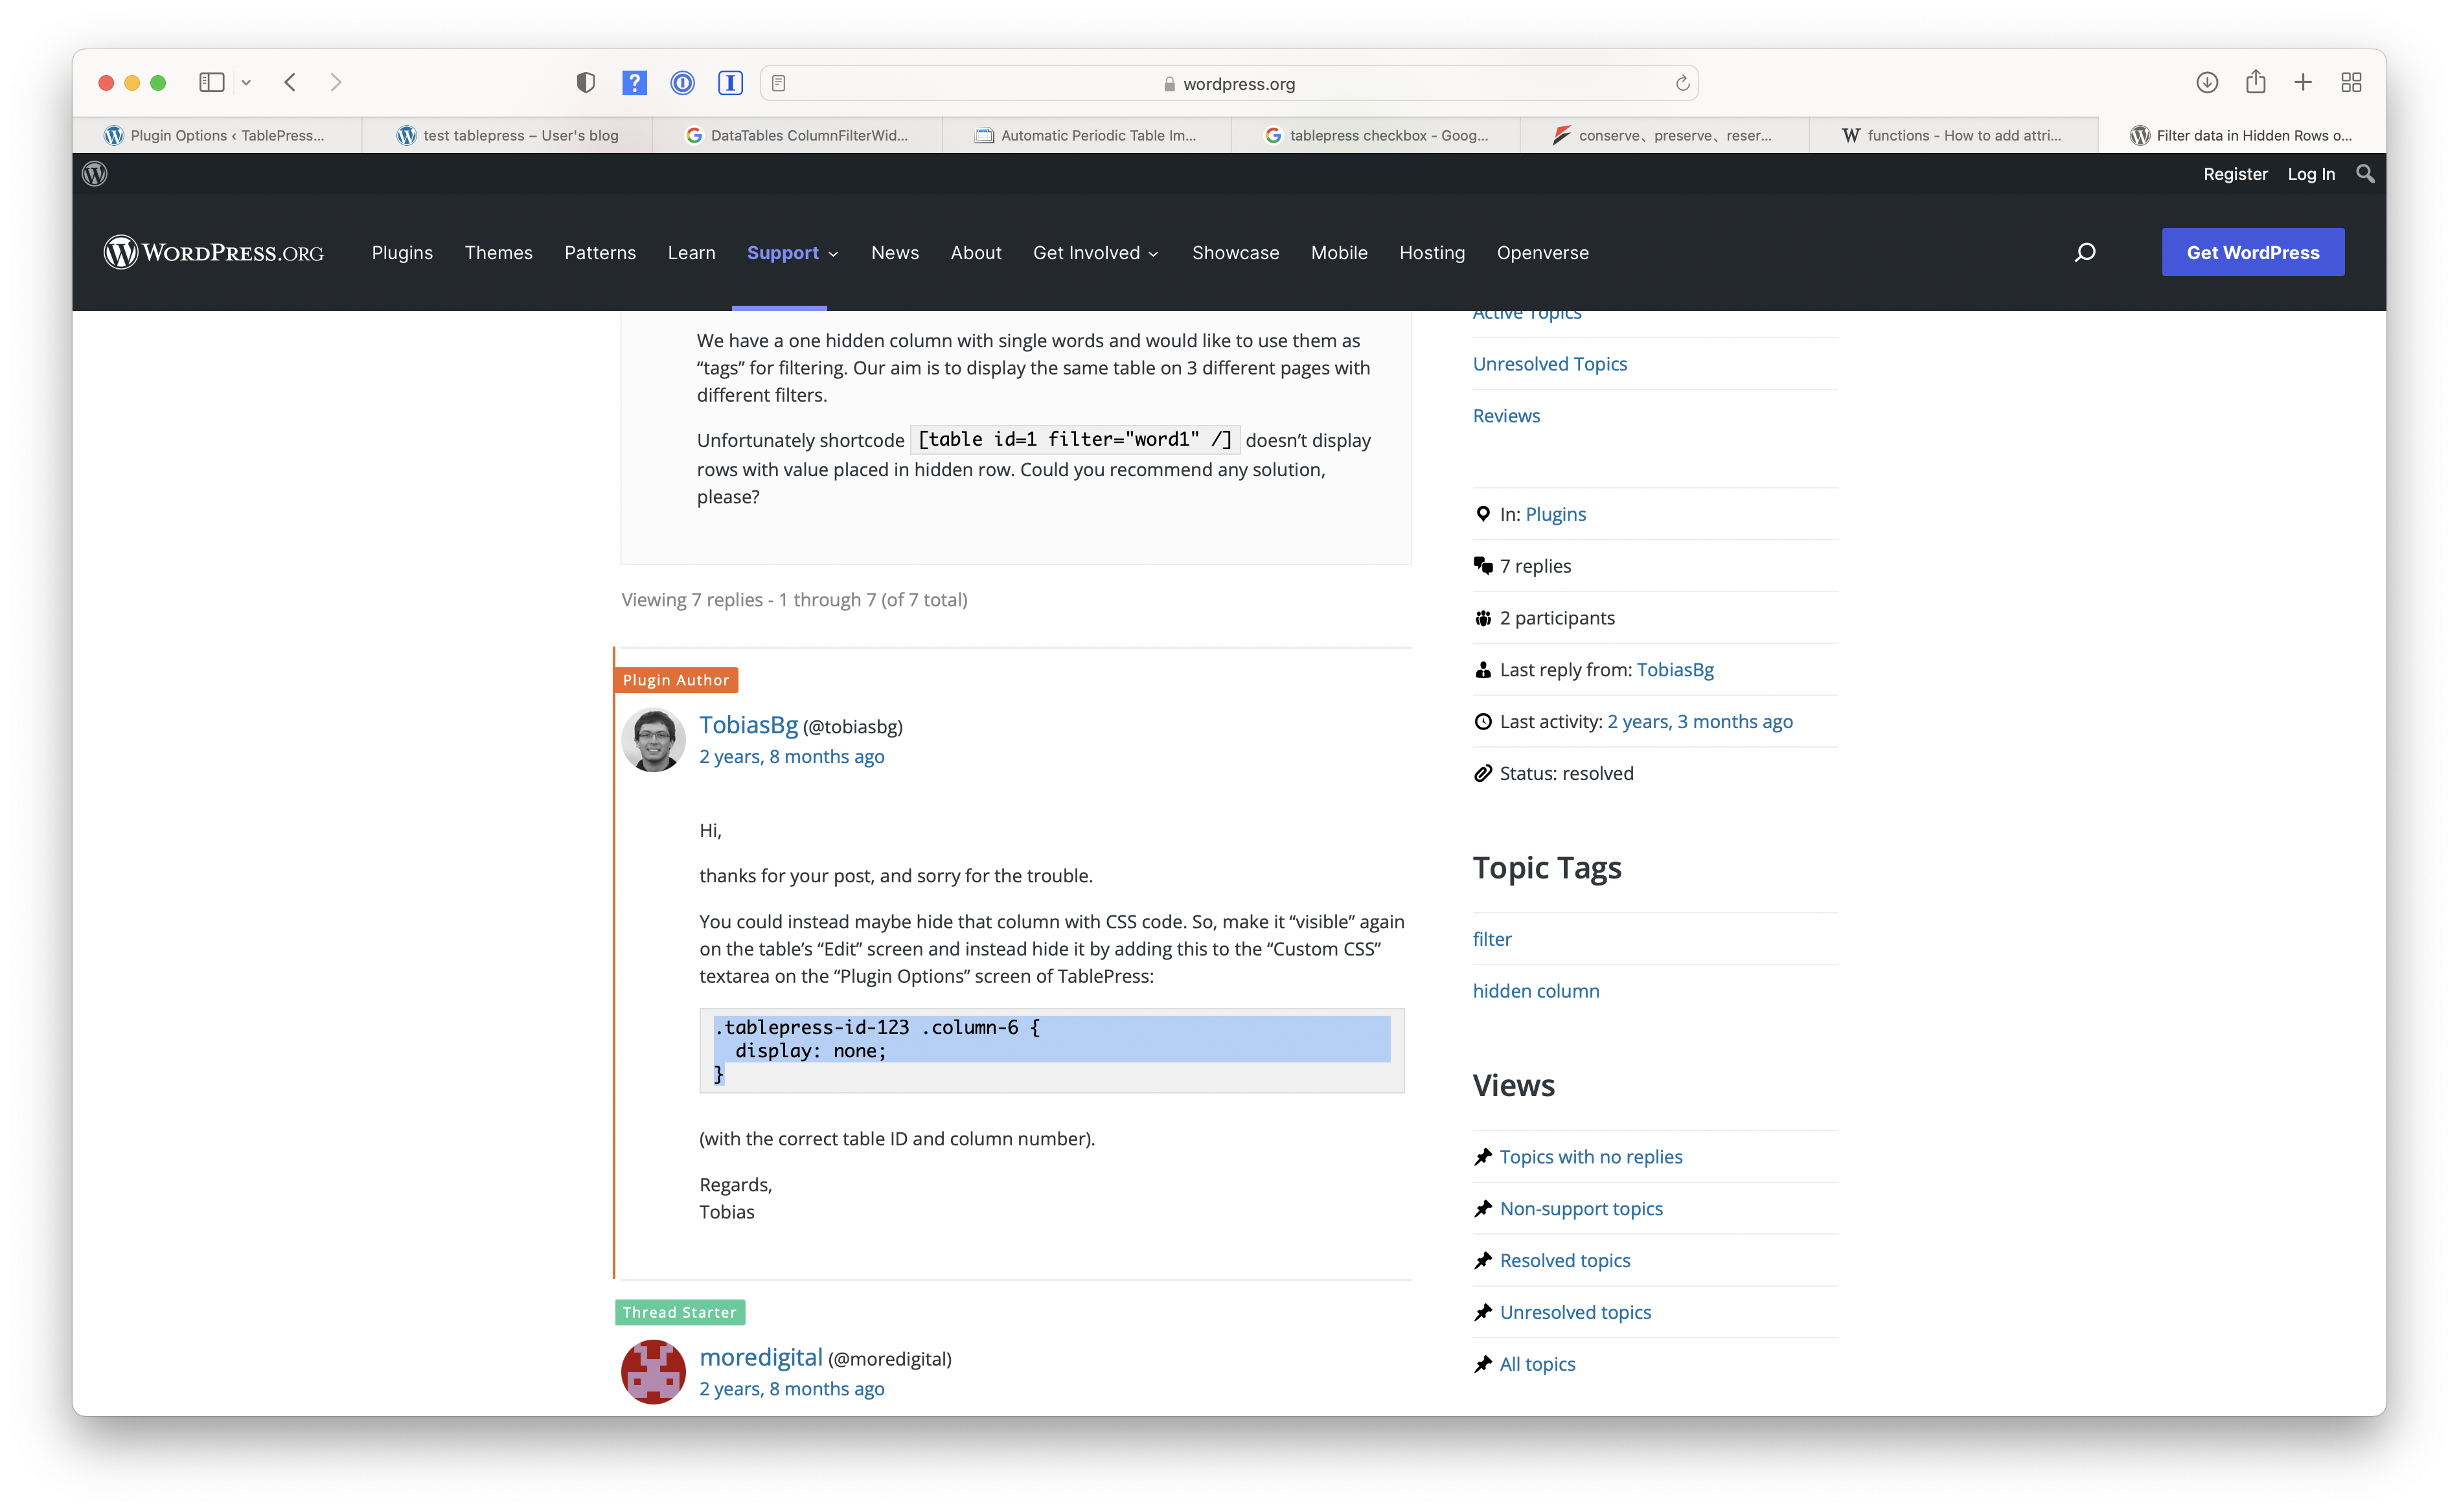 wordpress.org
Plugin Options ‹ TablePress...
test tablepress – User's blog
DataTables ColumnFilterWid...
Automatic Periodic Table Im...
tablepress checkbox - Goog...
conserve、preserve、reser...
functions - How to add attri...
Filter data in Hidden Rows o...
Register Log In
WORDPRESS.ORG
Plugins Themes Patterns Learn Support News About Get Involved Showcase Mobile Hosting Openverse
Get WordPress
We have a one hidden column with single words and would like to use them as
“tags” for filtering. Our aim is to display the same table on 3 different pages with
different filters.
Unfortunately shortcode [table id=1 filter="word1" /] doesn’t display
rows with value placed in hidden row. Could you recommend any solution,
please?
Viewing 7 replies - 1 through 7 (of 7 total)
Plugin Author
TobiasBg (@tobiasbg)
2 years, 8 months ago
Hi,
thanks for your post, and sorry for the trouble.
You could instead maybe hide that column with CSS code. So, make it “visible” again
on the table’s “Edit” screen and instead hide it by adding this to the “Custom CSS”
textarea on the “Plugin Options” screen of TablePress:
.tablepress-id-123 .column-6 {
display: none;
}
(with the correct table ID and column number).
Regards,
Tobias
Thread Starter
moredigital (@moredigital)
2 years, 8 months ago
Active Topics
Unresolved Topics
Reviews
In: Plugins
7 replies
2 participants
Last reply from: TobiasBg
Last activity: 2 years, 3 months ago
Status: resolved
Topic Tags
filter
hidden column
Views
Topics with no replies
Non-support topics
Resolved topics
Unresolved topics
All topics